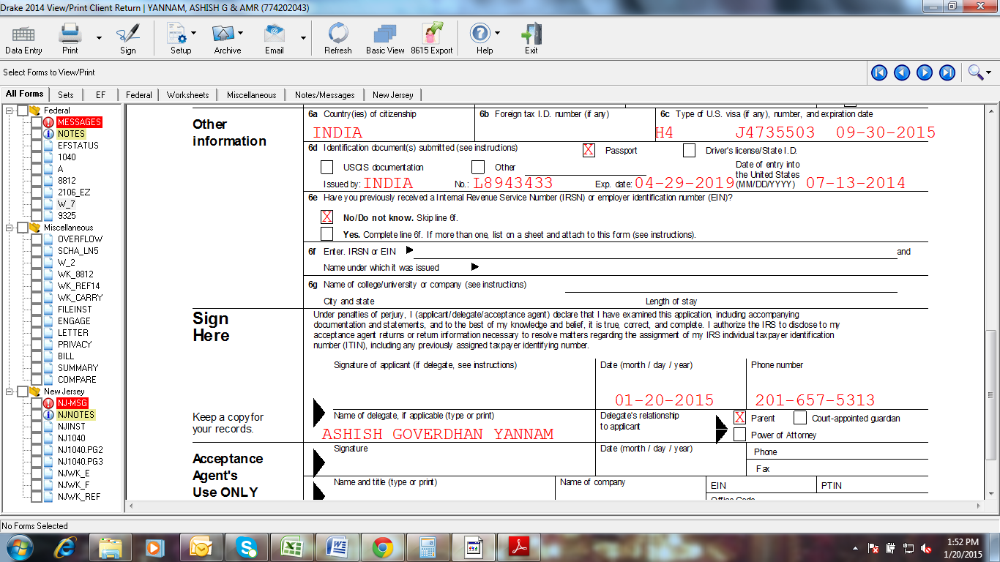 Drake 2014 View/Print Client Return | YANNAM, ASHISH G & AMR (774202043)
Data Entry Print Sign Setup Archive Email Refresh Basic View 8615 Export Help Exit
Select Forms to View/Print
All Forms Sets EF Federal Worksheets Miscellaneous Notes/Messages New Jersey
Federal
MESSAGES
NOTES
EFSTATUS
1040
A
8812
2106_EZ
W_7
9325
Miscellaneous
OVERFLOW
SCHA_LN5
W_2
WK_8812
WK_REF14
WK_CARRY
FILEINST
ENGAGE
LETTER
PRIVACY
BILL
SUMMARY
COMPARE
New Jersey
NJ-MSG
NJNOTES
NJINST
NJ1040
NJ1040.PG2
NJ1040.PG3
NJWK_E
NJWK_F
NJWK_REF
Other
information
6a Country(ies) of citizenship
INDIA
6b Foreign tax I.D. number (if any)
6c Type of U.S. visa (if any), number, and expiration date
H4 J4735503 09-30-2015
6d Identification document(s) submitted (see instructions) X Passport Driver's license/State I.D.
USCIS documentation Other
Date of entry into
the United States
(MM/DD/YYYY) 07-13-2014
Issued by: INDIA No.: L8943433 Exp. date: 04-29-2019
6e Have you previously received a Internal Revenue Service Number (IRSN) or employer identification number (EIN)?
X No/Do not know. Skip line 6f.
Yes. Complete line 6f. If more than one, list on a sheet and attach to this form (see instructions).
6f Enter. IRSN or EIN and
Name under which it was issued
6g Name of college/university or company (see instructions)
City and state Length of stay
Sign
Here
Under penalties of perjury, I (applicant/delegate/acceptance agent) declare that I have examined this application, including accompanying
documentation and statements, and to the best of my knowledge and belief, it is true, correct, and complete. I authorize the IRS to disclose to my
acceptance agent returns or return information necessary to resolve matters regarding the assignment of my IRS individual taxpayer identification
number (ITIN), including any previously assigned taxpayer identifying number.
Signature of applicant (if delegate, see instructions) Date (month / day / year) Phone number
01-20-2015 201-657-5313
Keep a copy for
your records.
Name of delegate, if applicable (type or print)
ASHISH GOVERDHAN YANNAM
Delegate's relationship
to applicant
X Parent Court-appointed guardian
Power of Attorney
Acceptance
Agent's
Use ONLY
Signature Date (month / day / year) Phone
Fax
Name and title (type or print) Name of company EIN PTIN
Office Code
No Forms Selected
1:52 PM
1/20/2015